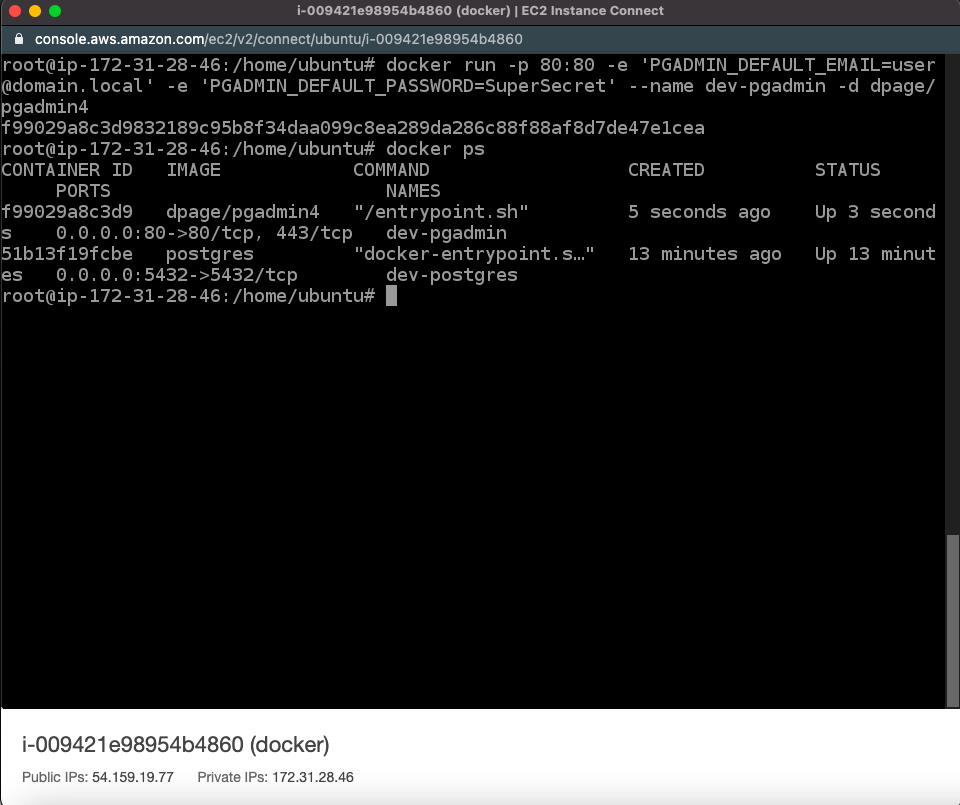 i-009421e98954b4860 (docker) | EC2 Instance Connect
console.aws.amazon.com/ec2/v2/connect/ubuntu/i-009421e98954b4860
root@ip-172-31-28-46:/home/ubuntu# docker run -p 80:80 -e 'PGADMIN_DEFAULT_EMAIL=user
@domain.local' -e 'PGADMIN_DEFAULT_PASSWORD=SuperSecret' --name dev-pgadmin -d dpage/
pgadmin4
f99029a8c3d9832189c95b8f34daa099c8ea289da286c88f88af8d7de47e1cea
root@ip-172-31-28-46:/home/ubuntu# docker ps
CONTAINER ID   IMAGE            COMMAND                  CREATED          STATUS
     PORTS                         NAMES
f99029a8c3d9   dpage/pgadmin4   "/entrypoint.sh"         5 seconds ago    Up 3 second
s    0.0.0.0:80->80/tcp, 443/tcp   dev-pgadmin
51b13f19fcbe   postgres         "docker-entrypoint.s…"   13 minutes ago   Up 13 minut
es   0.0.0.0:5432->5432/tcp        dev-postgres
root@ip-172-31-28-46:/home/ubuntu#
i-009421e98954b4860 (docker)
Public IPs: 54.159.19.77 Private IPs: 172.31.28.46